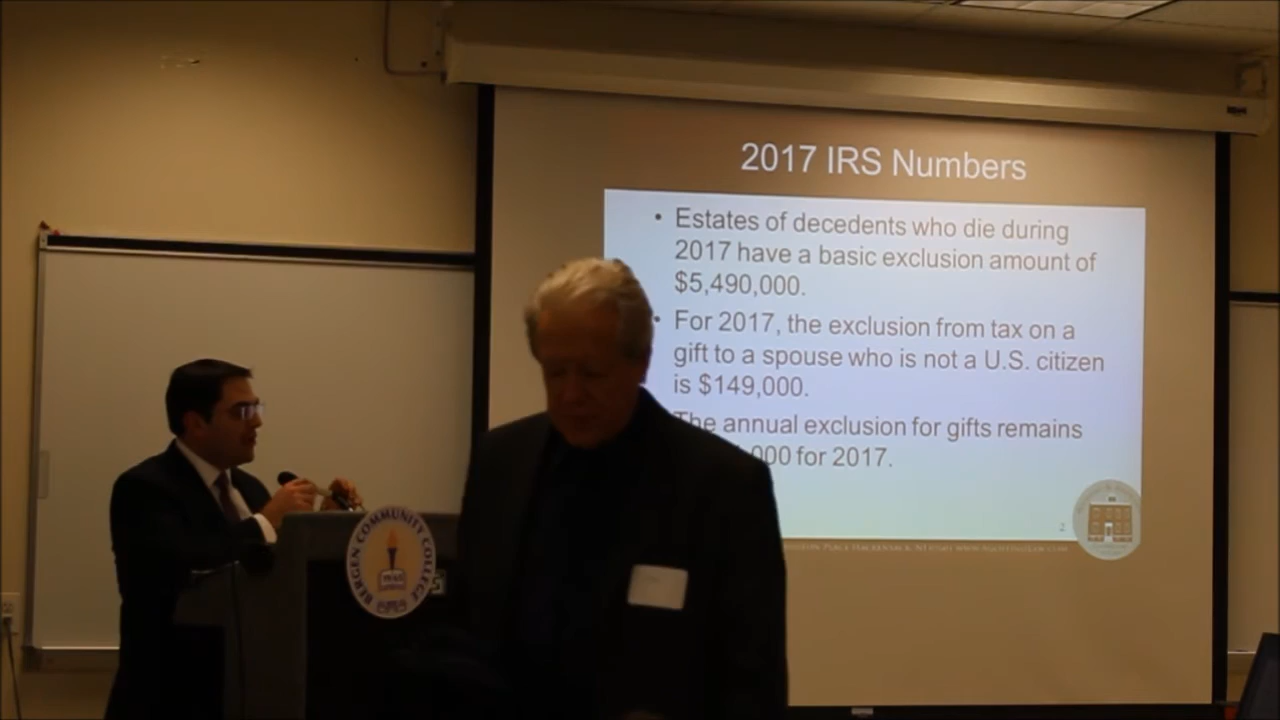 2017 IRS Numbers
• Estates of decedents who die during
2017 have a basic exclusion amount of
$5,490,000.
• For 2017, the exclusion from tax on a
gift to a spouse who is not a U.S. citizen
is $149,000.
The annual exclusion for gifts remains
000 for 2017.
2
BERGEN COMMUNITY COLLEGE